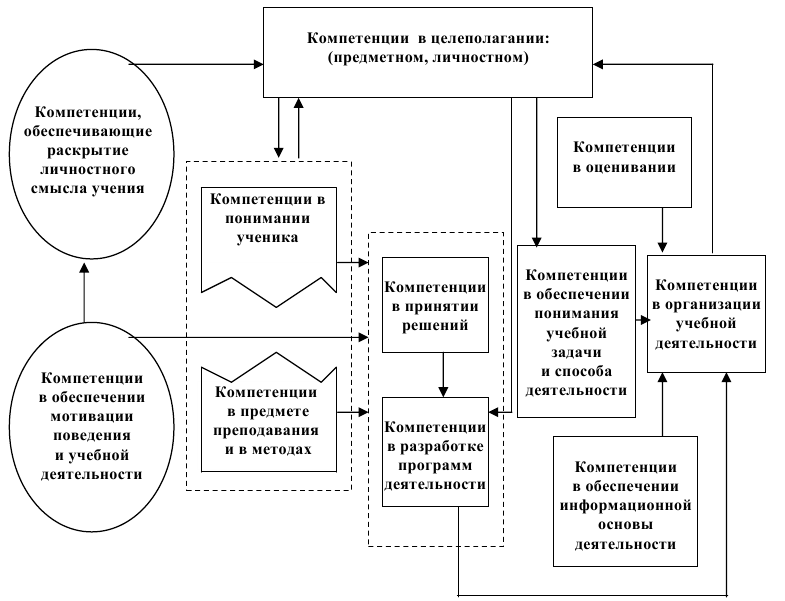 Компетенции в целеполагании:
(предметном, личностном)
Компетенции,
обеспечивающие
раскрытие
личностного
смысла учения
Компетенции
в оценивании
Компетенции в
понимании
ученика
Компетенции
в принятии
решений
Компетенции
в обеспечении
понимания
учебной
задачи
и способа
деятельности
Компетенции
в организации
учебной
деятельности
Компетенции
в обеспечении
мотивации
поведения
и учебной
деятельности
Компетенции
в предмете
преподавания
и в методах
Компетенции
в разработке
программ
деятельности
Компетенции
в обеспечении
информационной
основы
деятельности